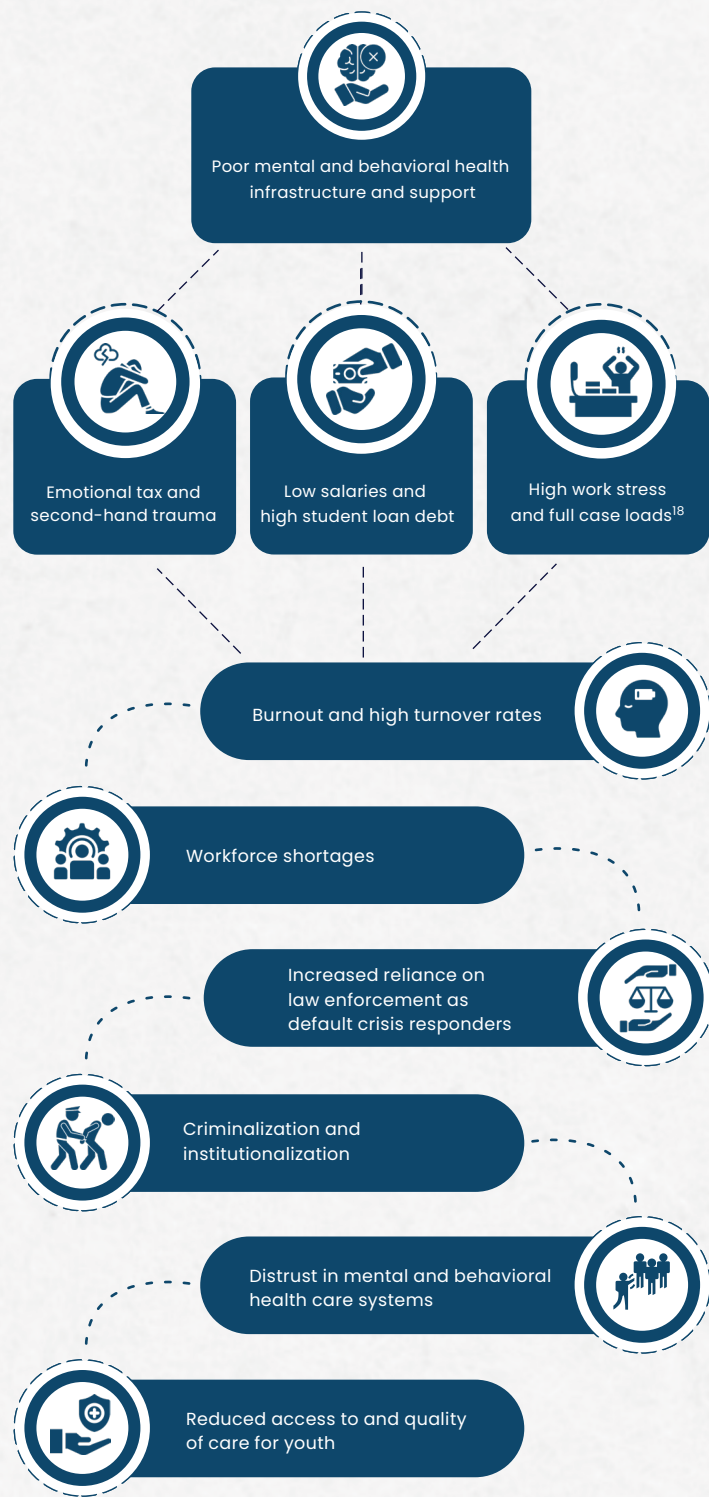 Poor mental and behavioral health
infrastructure and support
Emotional tax and
second-hand trauma
Low salaries and
high student loan debt
High work stress
and full case loads18
Burnout and high turnover rates
Workforce shortages
Increased reliance on
law enforcement as
default crisis responders
Criminalization and
institutionalization
Distrust in mental and behavioral
health care systems
Reduced access to and quality
of care for youth